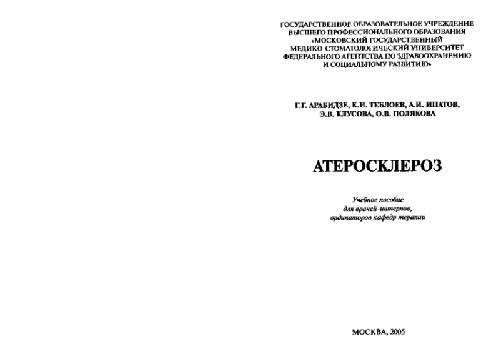 ГОСУДАРСТВЕННОЕ ОБРАЗОВАТЕЛЬНОЕ УЧРЕЖДЕНИЕ
ВЫСШЕГО ПРОФЕССИОНАЛЬНОГО ОБРАЗОВАНИЯ
«МОСКОВСКИЙ ГОСУДАРСТВЕННЫЙ
МЕДИКО-СТОМАТОЛОГИЧЕСКИЙ УНИВЕРСИТЕТ
ФЕДЕРАЛЬНОГО АГЕНТСТВА ПО ЗДРАВООХРАНЕНИЮ
И СОЦИАЛЬНОМУ РАЗВИТИЮ»
Г.Г. АРАБИДЗЕ, К.И. ТЕБЛОЕВ, А.И. ИПАТОВ,
Э.В. КЛУСОВА, О.В. ПОЛЯКОВА
АТЕРОСКЛЕРОЗ
Учебное пособие
для врачей-интернов,
ординаторов кафедр терапии
МОСКВА, 2005